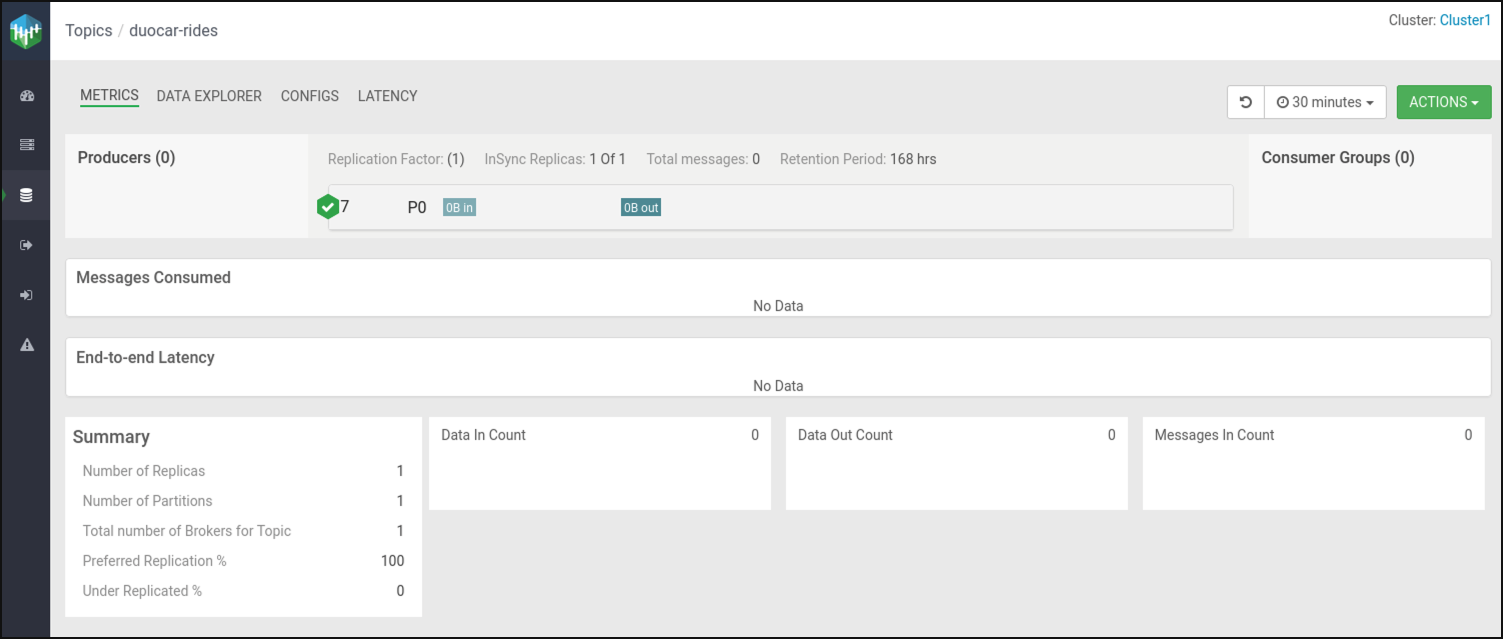 Topics / duocar-rides
Cluster: Cluster1
METRICS DATA EXPLORER CONFIGS LATENCY
30 minutes
ACTIONS
Producers (0)
Replication Factor: (1) InSync Replicas: 1 Of 1 Total messages: 0 Retention Period: 168 hrs
7 P0 0B in 0B out
Consumer Groups (0)
Messages Consumed
No Data
End-to-end Latency
No Data
Summary
Number of Replicas 1
Number of Partitions 1
Total number of Brokers for Topic 1
Preferred Replication % 100
Under Replicated % 0
Data In Count 0
Data Out Count 0
Messages In Count 0